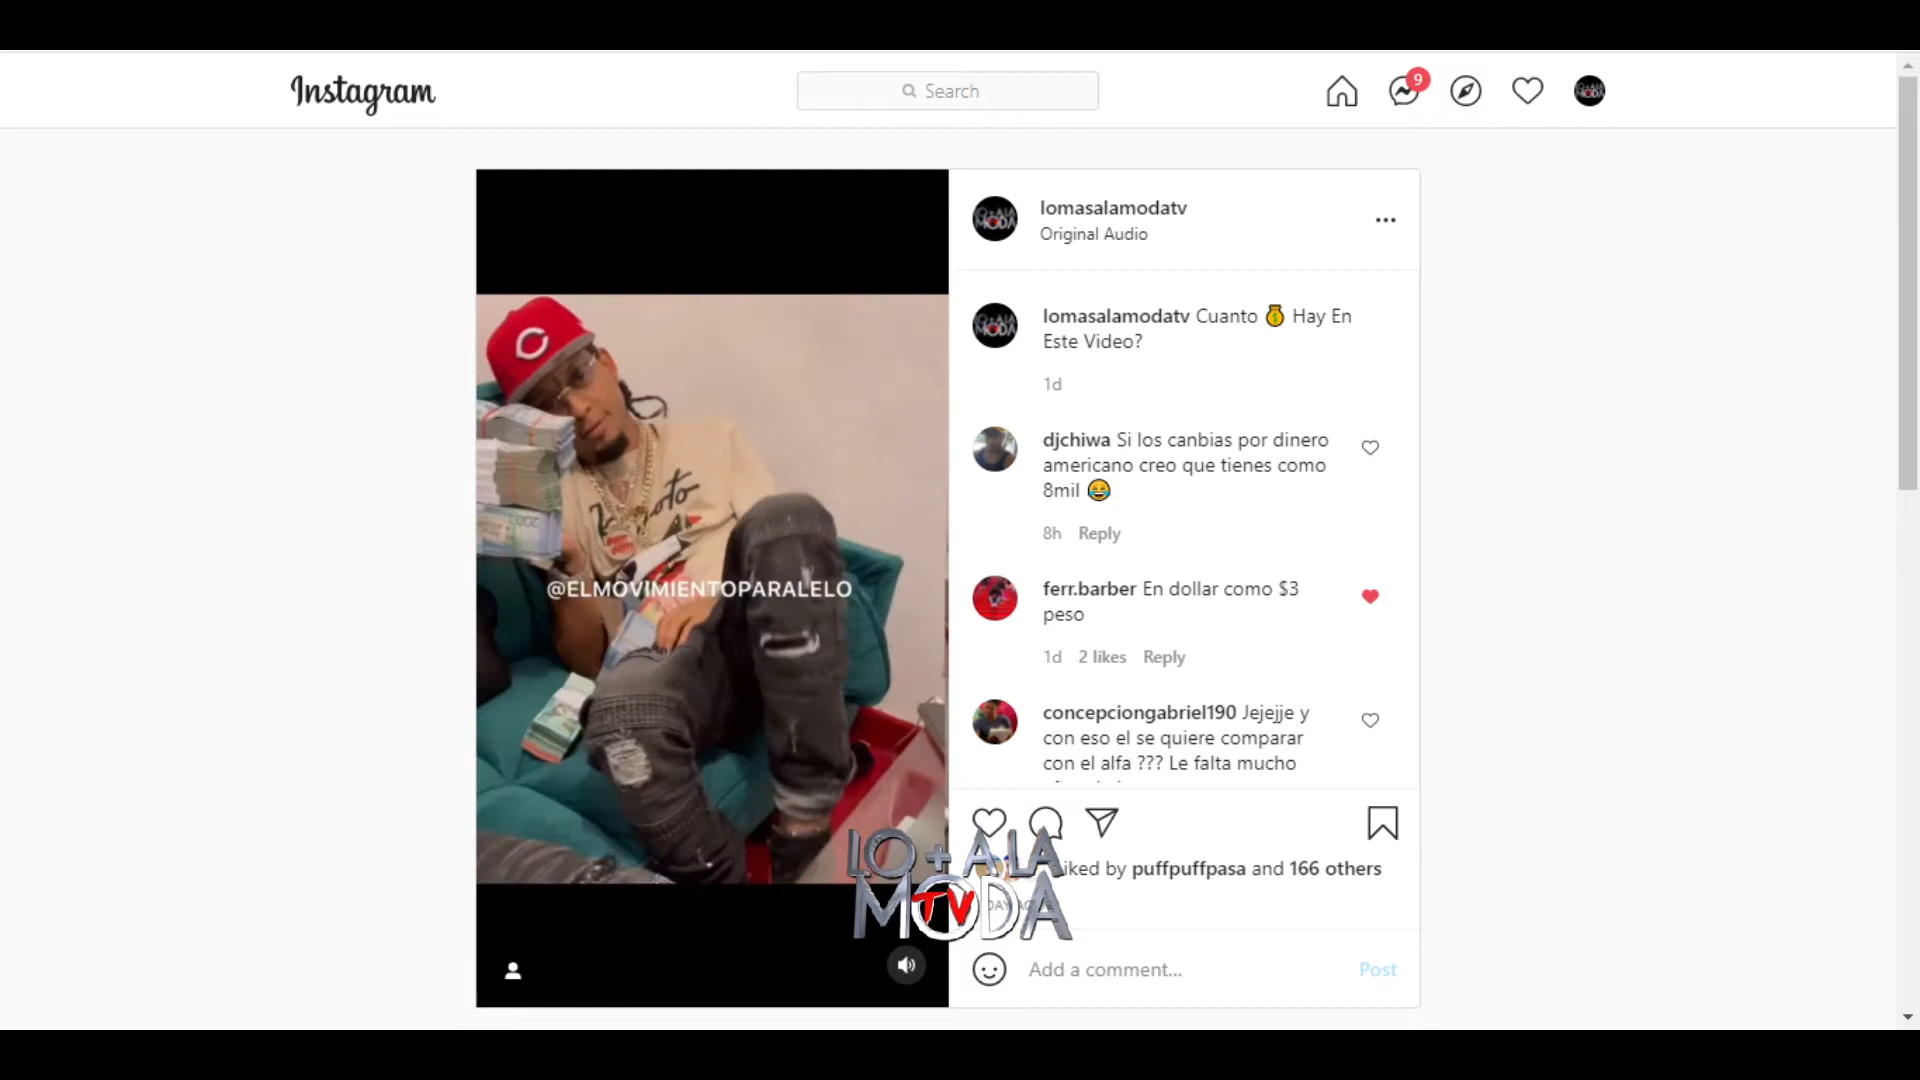 Instagram
Search
9
lomasalamodatv
Original Audio
lomasalamodatv Cuanto 💰 Hay En
Este Video?
1d
djchiwa Si los canbias por dinero
americano creo que tienes como
8mil 😂
8h Reply
ferr.barber En dollar como $3
peso
1d 2 likes Reply
concepciongabriel190 Jejejje y
con eso el se quiere comparar
con el alfa ??? Le falta mucho
@ELMOVIMIENTOPARALELO
LO+A LA
MODA
TV
iked by puffpuffpasa and 166 others
Add a comment...
Post